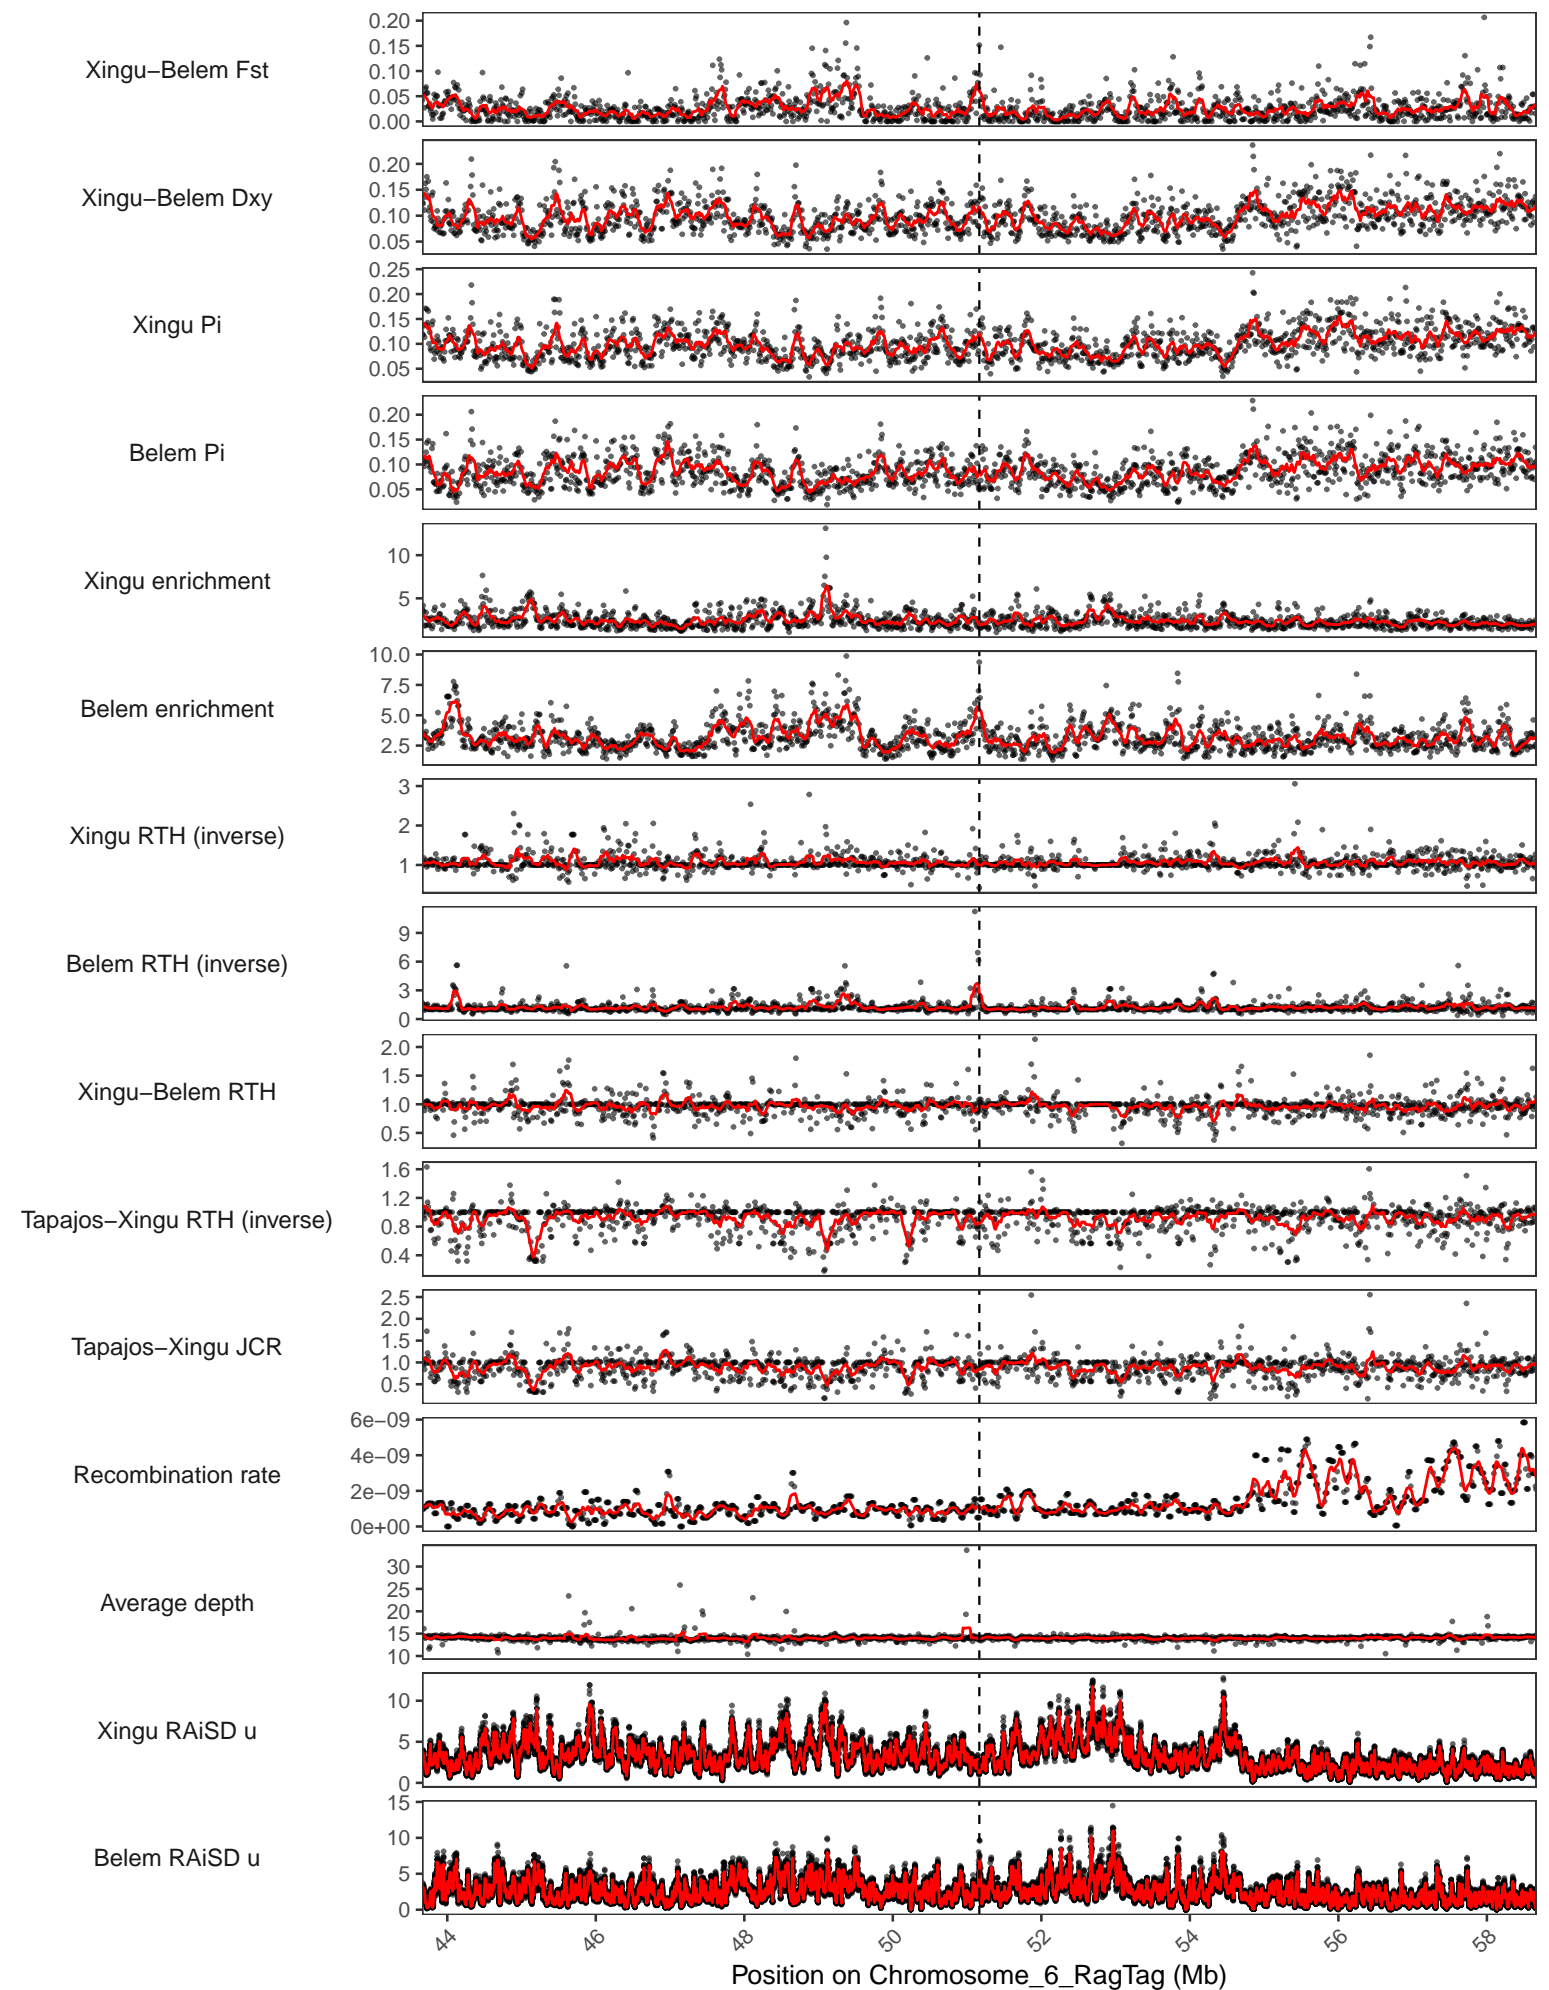 Xingu−Belem Fst
0.20
0.15
0.10
0.05
0.00
Xingu−Belem Dxy
0.20
0.15
0.10
0.05
Xingu Pi
0.25
0.20
0.15
0.10
0.05
Belem Pi
0.20
0.15
0.10
0.05
Xingu enrichment
10
5
Belem enrichment
10.0
7.5
5.0
2.5
Xingu RTH (inverse)
3
2
1
Belem RTH (inverse)
9
6
3
0
Xingu−Belem RTH
2.0
1.5
1.0
0.5
Tapajos−Xingu RTH (inverse)
1.6
1.2
0.8
0.4
Tapajos−Xingu JCR
2.5
2.0
1.5
1.0
0.5
Recombination rate
6e−09
4e−09
2e−09
0e+00
Average depth
30
25
20
15
10
Xingu RAiSD u
10
5
0
Belem RAiSD u
15
10
5
0
44 46 48 50 52 54 56 58
Position on Chromosome_6_RagTag (Mb)